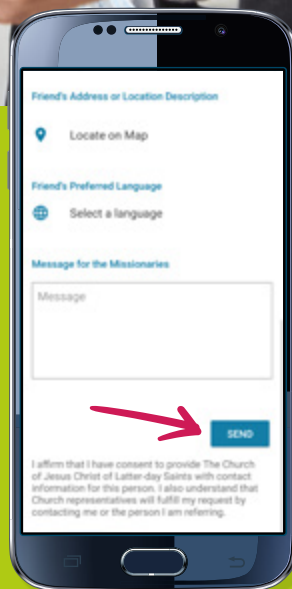 Friend's Address or Location Description
Locate on Map
Friend's Preferred Language
Select a language
Message for the Missionaries
Message
SEND
I affirm that I have consent to provide The Church
of Jesus Christ of Latter-day Saints with contact
information for this person. I also understand that
Church representatives will fulfill my request by
contacting me or the person I am referring.